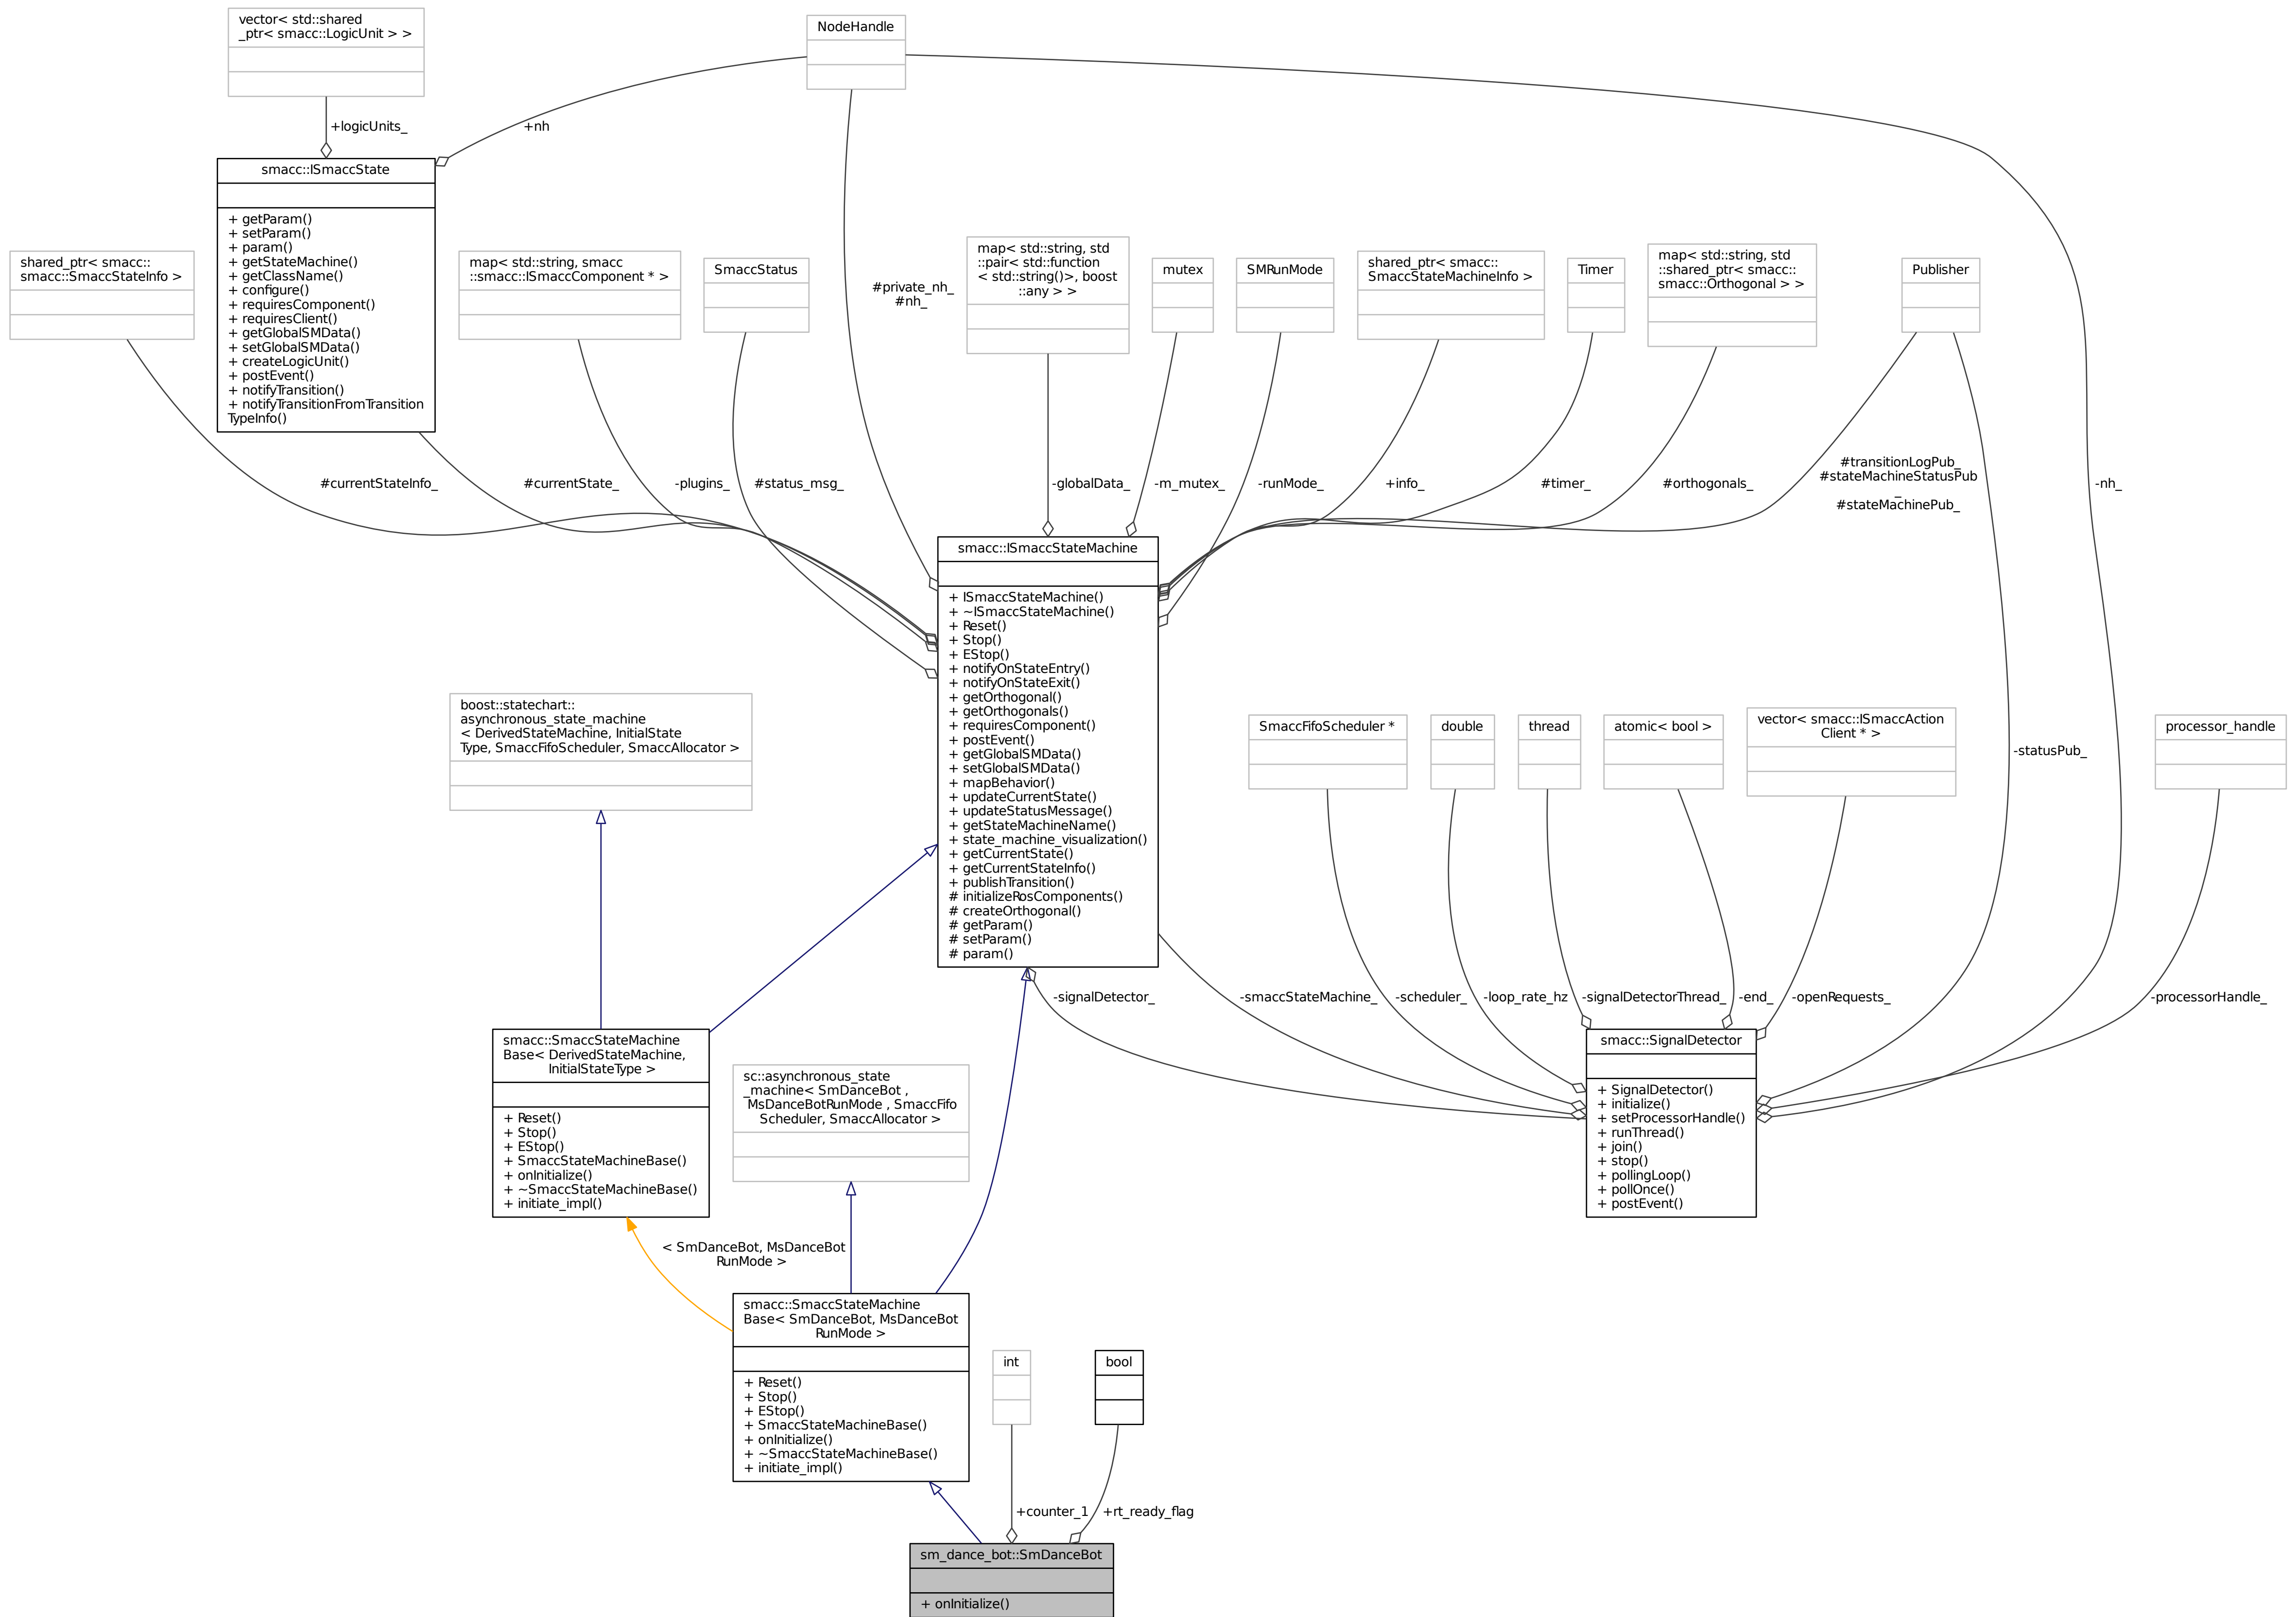 vector< std::shared
_ptr< smacc::LogicUnit > >
NodeHandle
+logicUnits_
+nh
smacc::ISmaccState
+ getParam()
+ setParam()
+ param()
+ getStateMachine()
+ getClassName()
+ configure()
+ requiresComponent()
+ requiresClient()
+ getGlobalSMData()
+ setGlobalSMData()
+ createLogicUnit()
+ postEvent()
+ notifyTransition()
+ notifyTransitionFromTransition
TypeInfo()
shared_ptr< smacc::
smacc::SmaccStateInfo >
map< std::string, smacc
::smacc::ISmaccComponent * >
SmaccStatus
#private_nh_
#nh_
map< std::string, std
::pair< std::function
< std::string()>, boost
::any > >
mutex
SMRunMode
shared_ptr< smacc::
SmaccStateMachineInfo >
Timer
map< std::string, std
::shared_ptr< smacc::
smacc::Orthogonal > >
Publisher
#currentStateInfo_
#currentState_
-plugins_
#status_msg_
-globalData_
-m_mutex_
-runMode_
+info_
#timer_
#orthogonals_
#transitionLogPub_
#stateMachineStatusPub
_
#stateMachinePub_
-nh_
smacc::ISmaccStateMachine
+ ISmaccStateMachine()
+ ~ISmaccStateMachine()
+ Reset()
+ Stop()
+ EStop()
+ notifyOnStateEntry()
+ notifyOnStateExit()
+ getOrthogonal()
+ getOrthogonals()
+ requiresComponent()
+ postEvent()
+ getGlobalSMData()
+ setGlobalSMData()
+ mapBehavior()
+ updateCurrentState()
+ updateStatusMessage()
+ getStateMachineName()
+ state_machine_visualization()
+ getCurrentState()
+ getCurrentStateInfo()
+ publishTransition()
# initializeRosComponents()
# createOrthogonal()
# getParam()
# setParam()
# param()
boost::statechart::
asynchronous_state_machine
< DerivedStateMachine, InitialState
Type, SmaccFifoScheduler, SmaccAllocator >
SmaccFifoScheduler *
double
thread
atomic< bool >
vector< smacc::ISmaccAction
Client * >
-statusPub_
processor_handle
-signalDetector_
-smaccStateMachine_
-scheduler_
-loop_rate_hz
-signalDetectorThread_
-end_
-openRequests_
-processorHandle_
smacc::SmaccStateMachine
Base< DerivedStateMachine,
InitialStateType >
+ Reset()
+ Stop()
+ EStop()
+ SmaccStateMachineBase()
+ onInitialize()
+ ~SmaccStateMachineBase()
+ initiate_impl()
sc::asynchronous_state
_machine< SmDanceBot ,
MsDanceBotRunMode , SmaccFifo
Scheduler, SmaccAllocator >
smacc::SignalDetector
+ SignalDetector()
+ initialize()
+ setProcessorHandle()
+ runThread()
+ join()
+ stop()
+ pollingLoop()
+ pollOnce()
+ postEvent()
< SmDanceBot, MsDanceBot
RunMode >
smacc::SmaccStateMachine
Base< SmDanceBot, MsDanceBot
RunMode >
+ Reset()
+ Stop()
+ EStop()
+ SmaccStateMachineBase()
+ onInitialize()
+ ~SmaccStateMachineBase()
+ initiate_impl()
int
bool
+counter_1
+rt_ready_flag
sm_dance_bot::SmDanceBot
+ onInitialize()